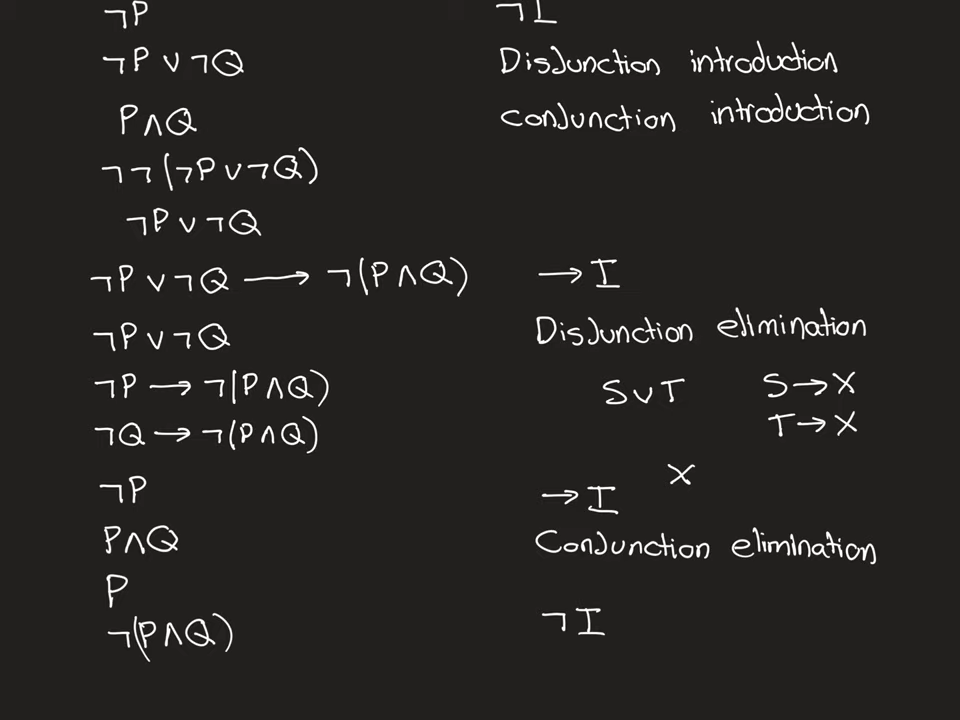 ¬P ¬I
¬P ∨ ¬Q Disjunction introduction
P∧Q conjunction introduction
¬¬(¬P ∨ ¬Q)
¬P ∨ ¬Q
¬P ∨ ¬Q → ¬(P ∧ Q) → I
¬P ∨ ¬Q Disjunction elimination
¬P → ¬(P ∧ Q) S ∨ T S → X
¬Q → ¬(P ∧ Q) T → X
X
¬P → I
P∧Q Conjunction elimination
P
¬(P ∧ Q) ¬I